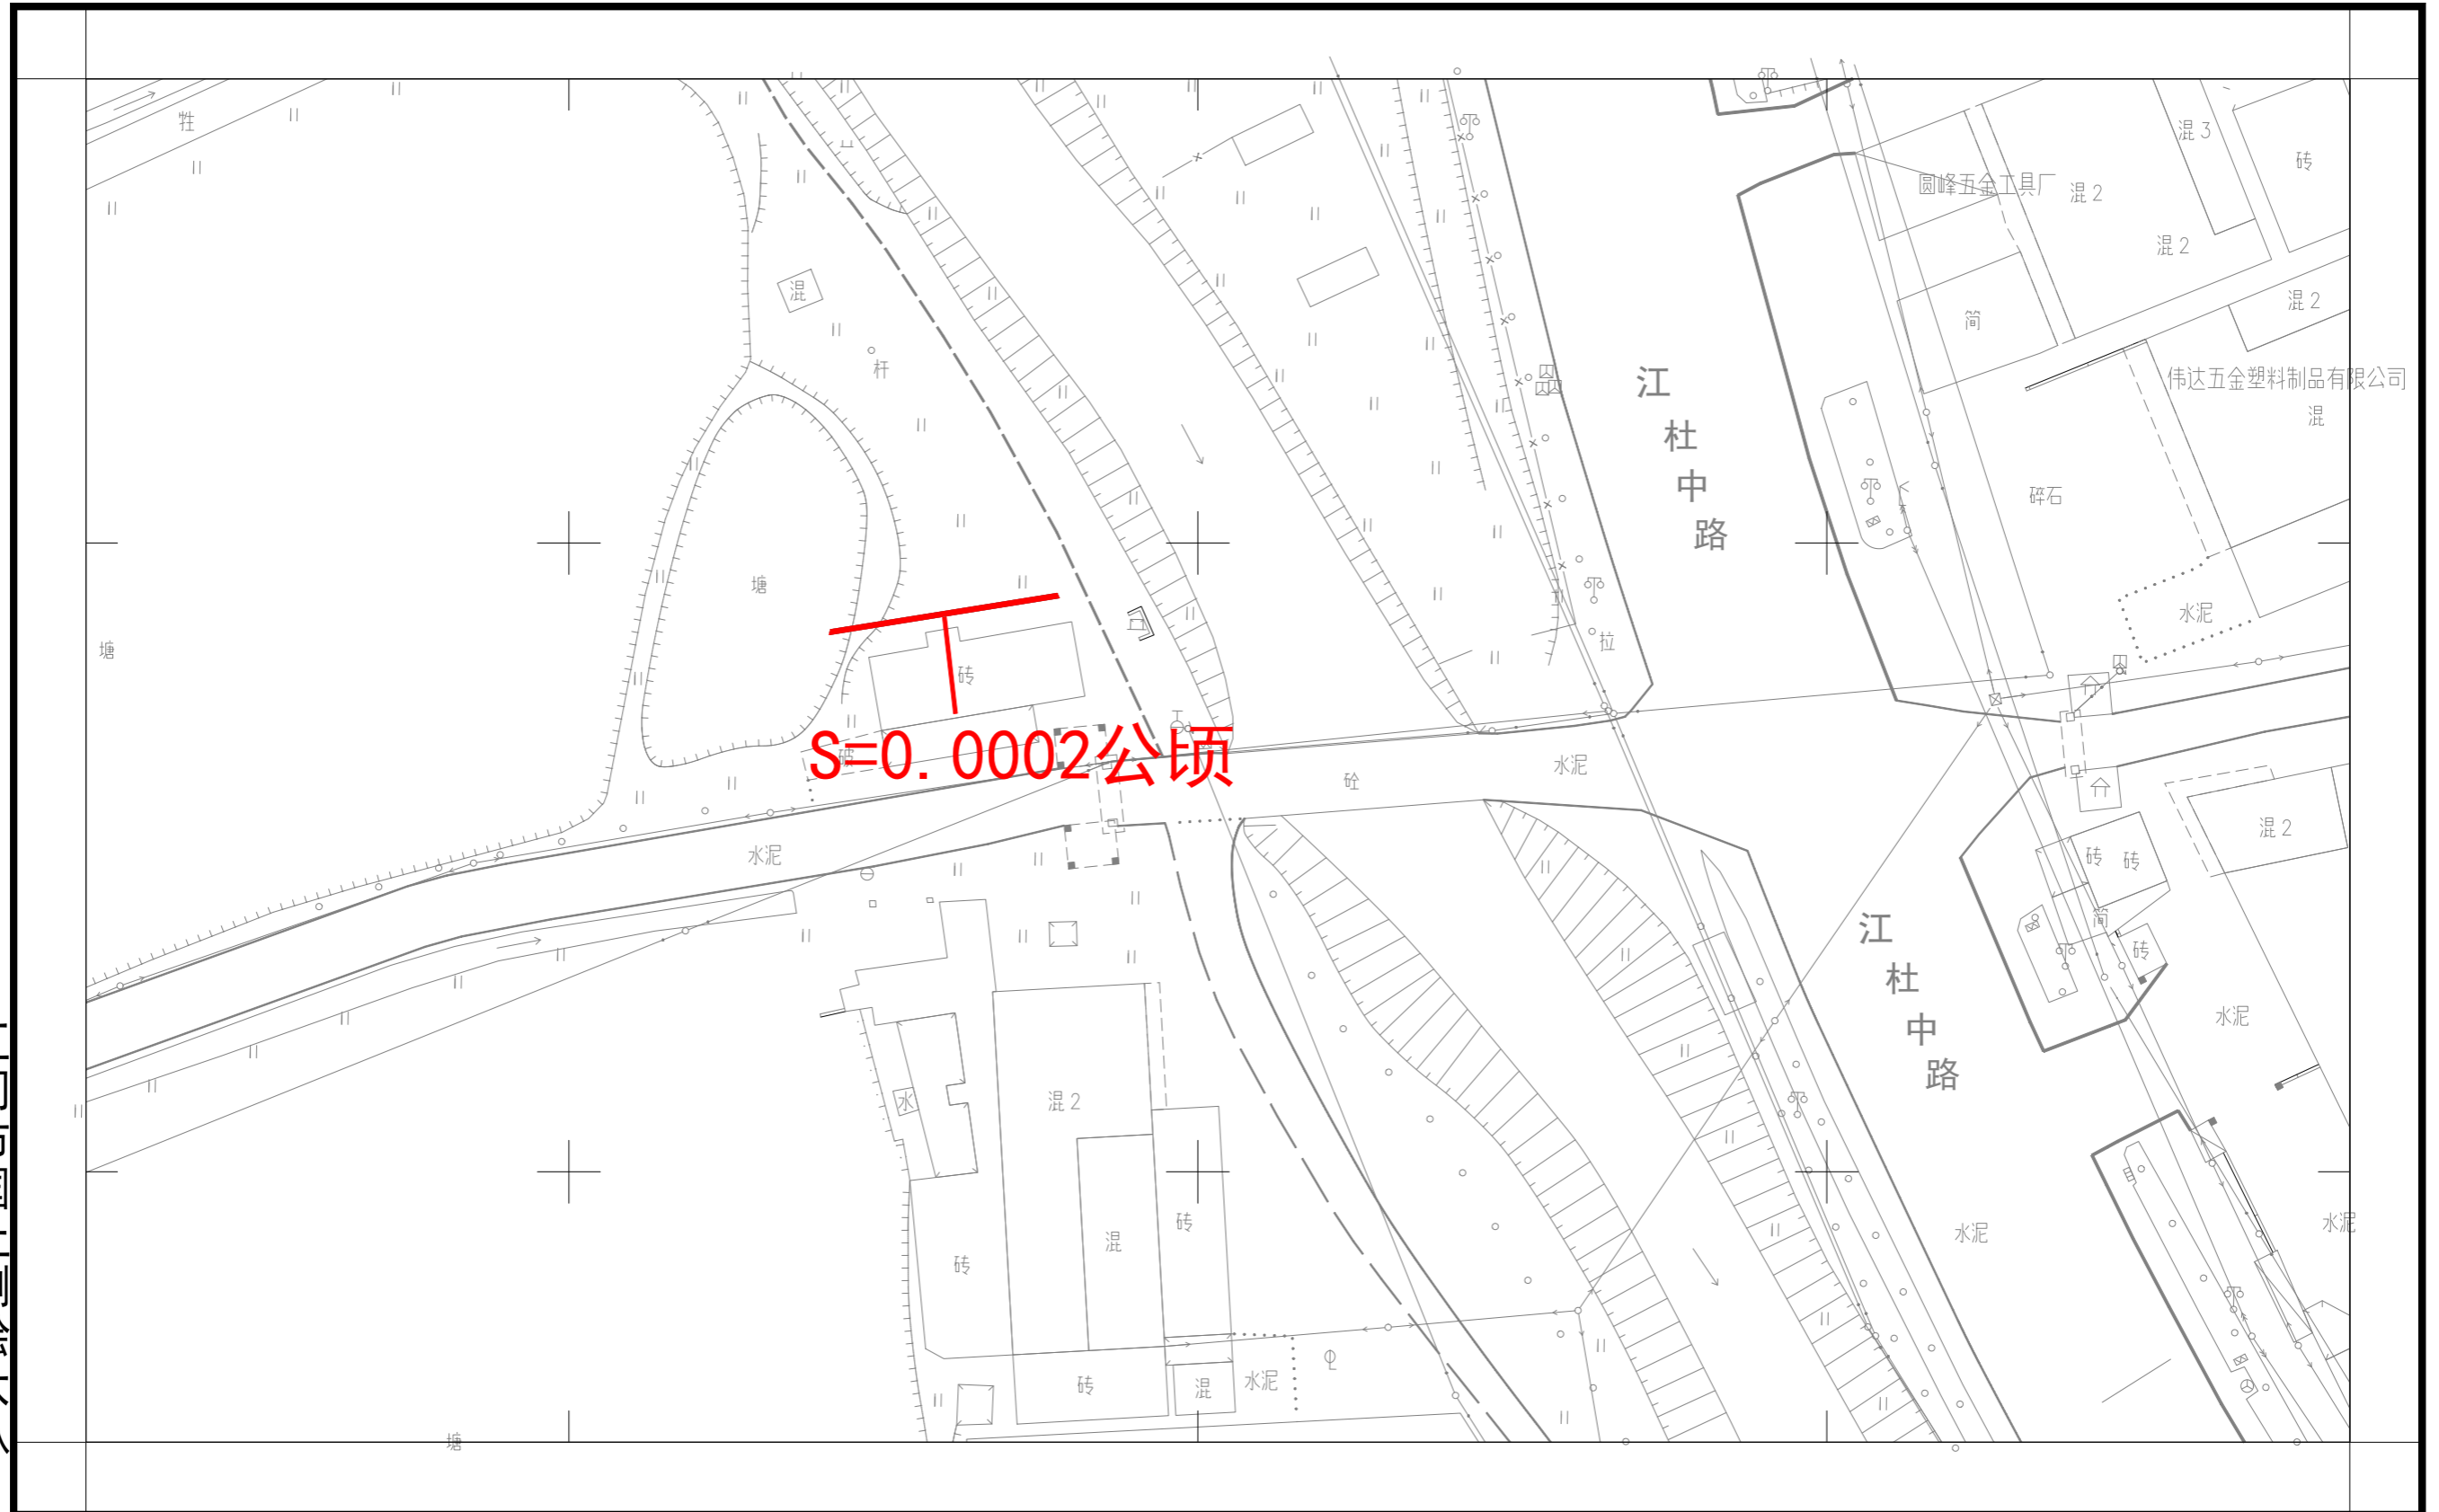 牲
混 3
砖
圆峰五金工具厂
混 2
混 2
混
混 2
简
杆
江杜中路
伟达五金塑料制品有限公司
混
碎石
塘
水泥
塘
拉
砖
S=0.0002公顷
水泥
砼
混 2
水泥
砖
砖
简
江杜中路
砖
水泥
水
混 2
砖
混
水泥
水泥
砖
砖
混
水泥
塘